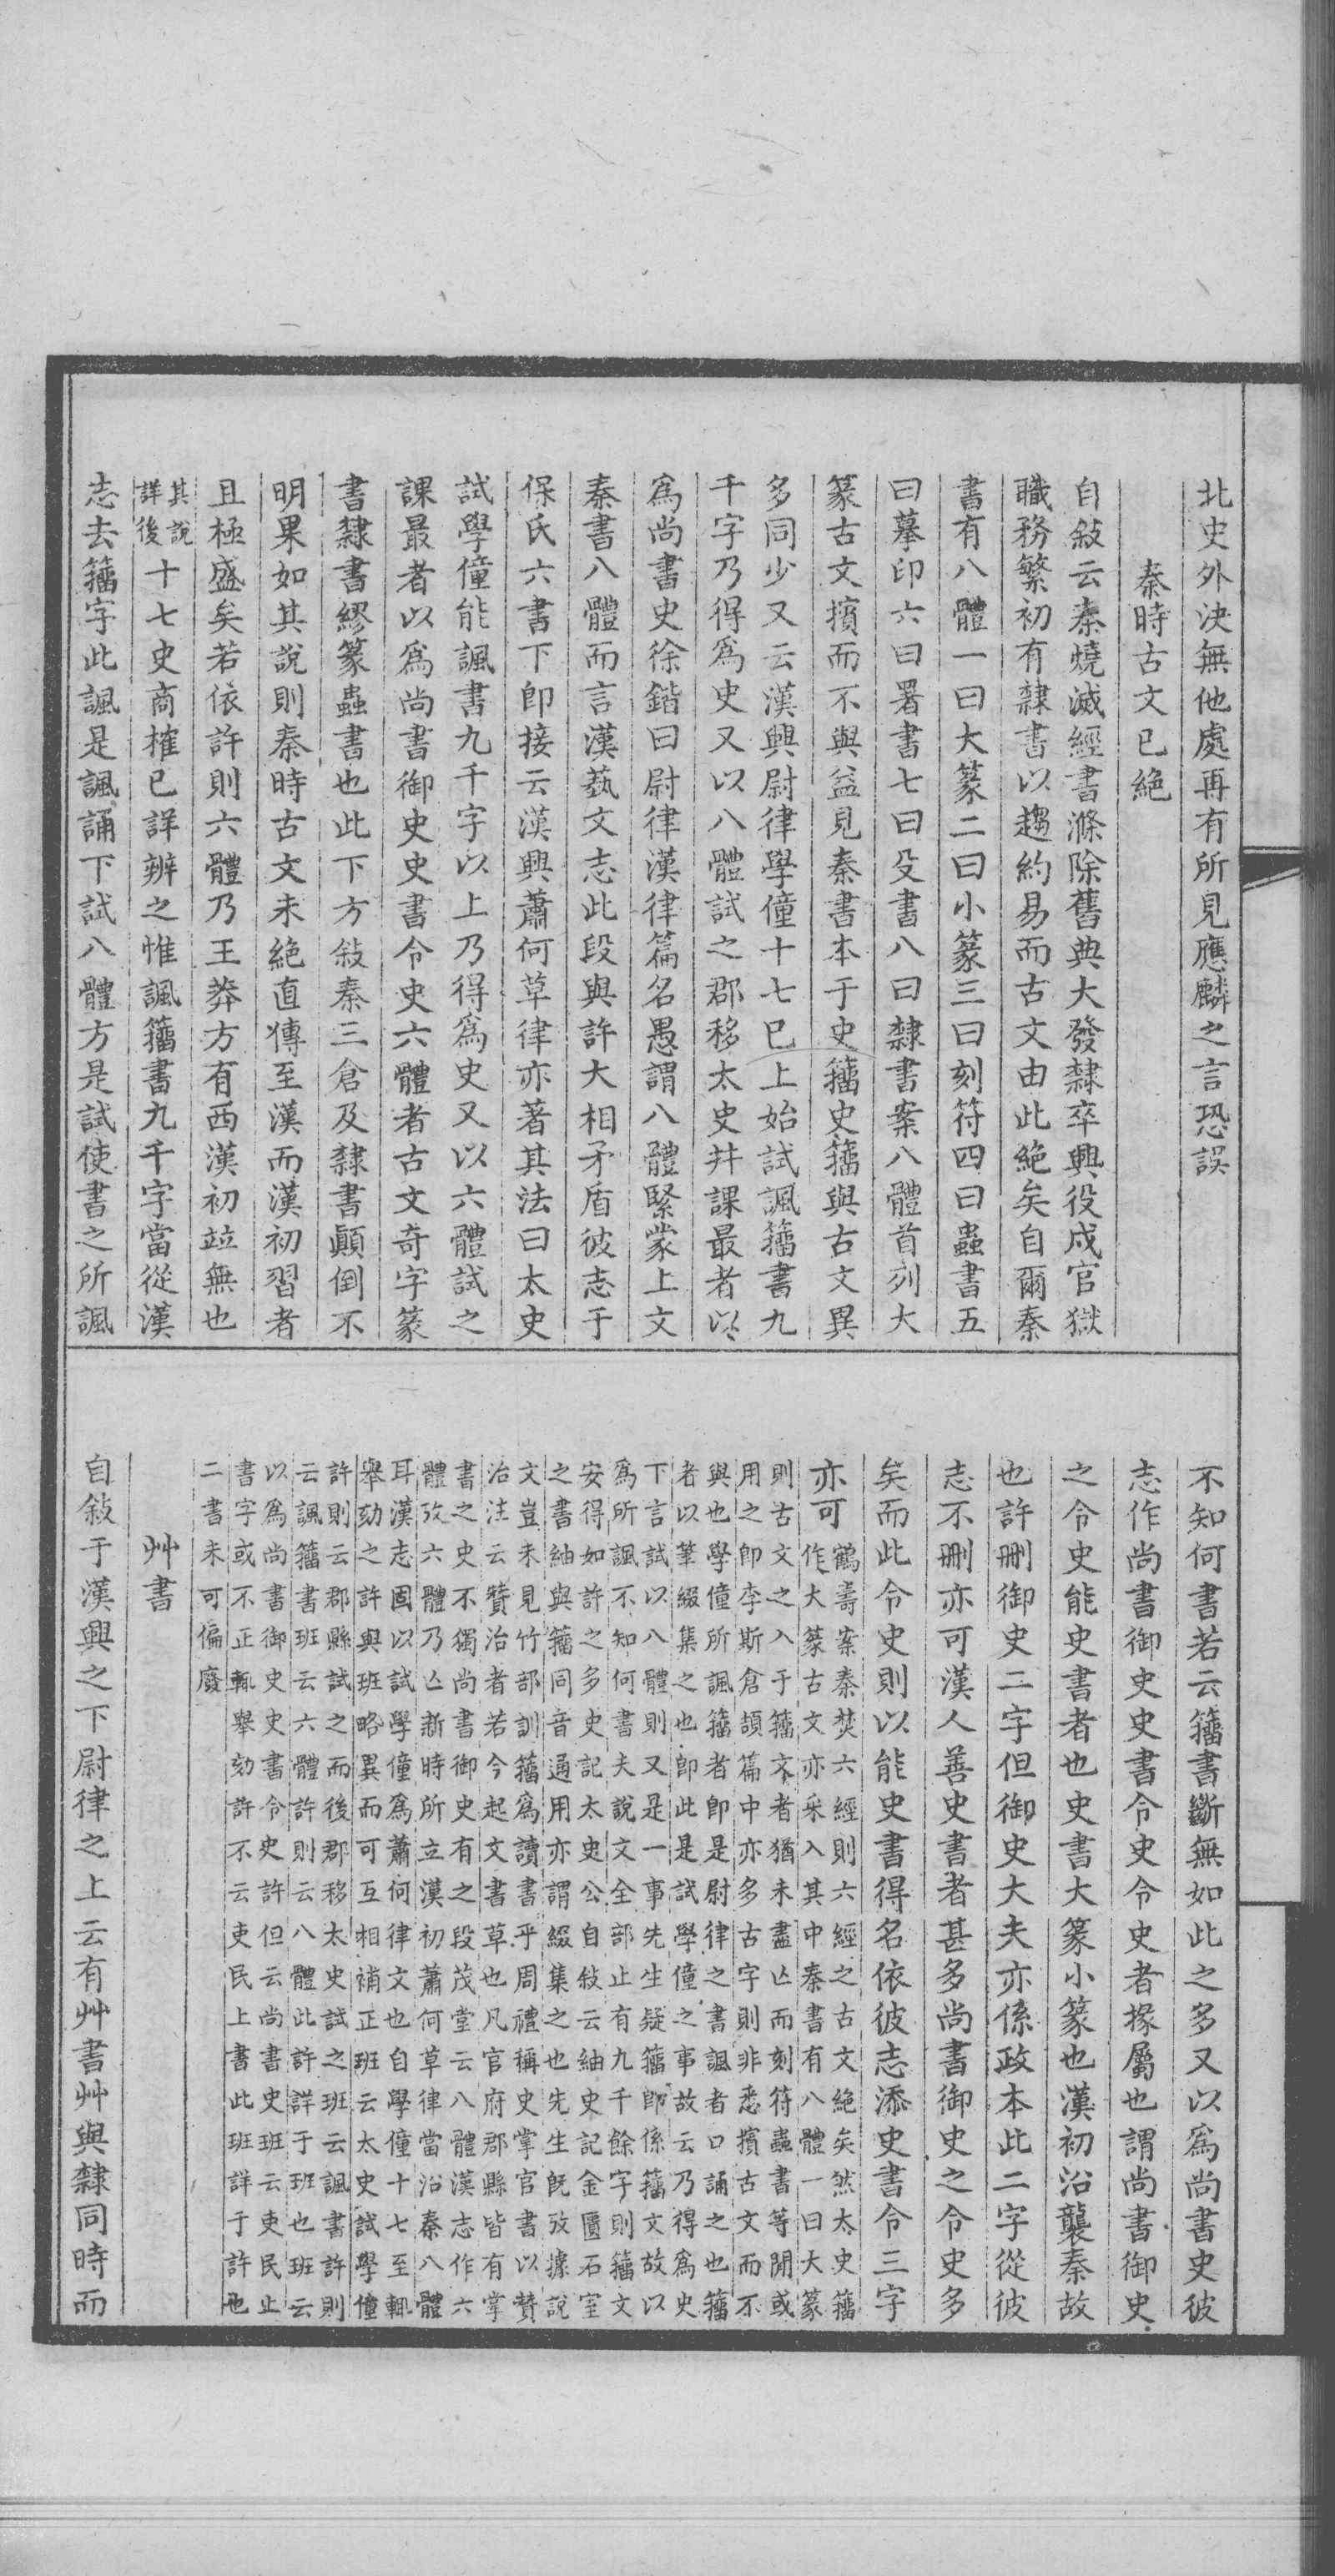 北史外決無他處再有所見應麟之言恐誤
秦時古文已絕
自敍云秦燒滅經書滌除舊典大發隸卒興役戍官獄
職務繁初有隸書以趨約易而古文由此絕矣自爾秦
書有八體一曰大篆二曰小篆三曰刻符四曰蟲書五
曰摹印六曰署書七曰殳書八曰隸書案八體首列大
篆古文擯而不與益見秦書本于史籀史籀與古文異
多同少又云漢興尉律學僮十七巳上始試諷籀書九
千字乃得爲史又以八體試之郡移太史幷課最者以
爲尚書史徐鍇曰尉律漢律篇名愚謂八體緊蒙上文
秦書八體而言漢蓺文志此段與許大相矛盾彼志于
保氏六書下卽接云漢興蕭何草律亦著其法曰太史
試學僮能諷書九千字以上乃得爲史又以六體試之
課最者以爲尚書御史史書令史六體者古文奇字篆
書隸書繆篆蟲書也此下方敍秦三倉及隸書顚倒不
明果如其說則秦時古文未絕直傳至漢而漢初習者
且極盛矣若依許則六體乃王莽方有西漢初竝無也
其說
詳後
十七史商榷已詳辨之惟諷籀書九千字當從漢
志去籀字此諷是諷誦下試八體方是試使書之所諷
不知何書若云籀書斷無如此之多又以爲尚書史彼
志作尚書御史史書令史令史者掾屬也謂尚書御史
之令史能史書者也史書大篆小篆也漢初沿襲秦故
也許刪御史二字但御史大夫亦係政本此二字從彼
志不刪亦可漢人善史書者甚多尚書御史之令史多
矣而此令史則以能史書得名依彼志添史書令三字
亦可
鶴壽案秦焚六經則六經之古文絕矣然太史籀
作大篆古文亦采入其中秦書有八體一曰大篆
則古文之入于籀文者猶未盡亾而刻符蟲書等閒或
用之卽李斯倉頡篇中亦多古字則非悉擯古文而不
與也學僮所諷籀者卽是尉律之書諷者口誦之也籀
者以筆綴集之也卽此是試學僮之事故云乃得爲史
下言試以八體則又是一事先生疑籀卽係籀文故以
爲所諷不知何書夫說文全部止有九千餘字則籀文
安得如許之多史記太史公自敍云紬史記金匱石室
之書紬與籀同音通用亦謂綴集之也先生旣攷據說
文豈未見竹部訓籀爲讀書乎周禮稱史掌官書以贊
治注云贊治者若今起文書草也凡官府郡縣皆有掌
書之史不獨尚書御史有之段茂堂云八體漢志作六
體攷六體乃亾新時所立漢初蕭何草律當沿秦八體
耳漢志固以試學僮爲蕭何律文也自學僮十七至輒
舉劾之許與班略異而可互相補正班云太史試學僮
許則云郡縣試之而後郡移太史試之班云諷書許則
云諷籀書班云六體許則云八體此許詳于班也班云
以爲尚書御史史書令史許但云尚書史班云吏民上
書字或不正輒舉劾許不云吏民上書此班詳于許也
二書未可偏廢
艸書
自敍于漢興之下尉律之上云有艸書艸與隸同時而